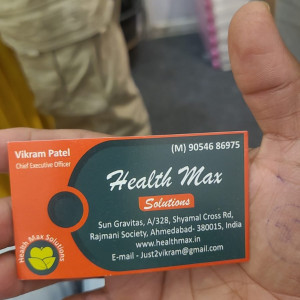 Vikram Patel
Chief Executive Officer
(M) 90546 86975
Health Max
Solutions
Sun Gravitas, A/328, Shyamal Cross Rd,
Rajmani Society, Ahmedabad- 380015, India
www.healthmax.in
E-mail - Just2vikram@gmail.com
Health Max Solutions